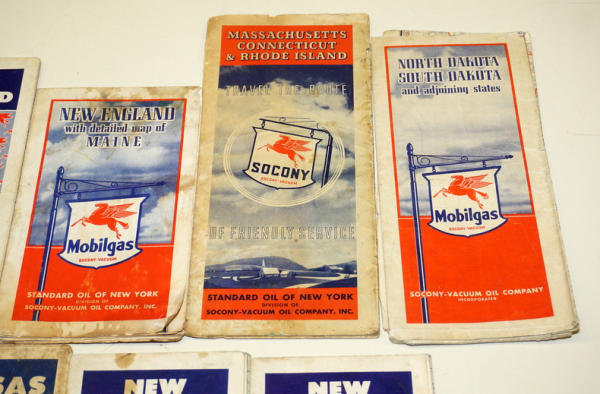 D
NEW ENGLAND
with detailed map of
MAINE
Mobilgas
SOCONY-VACUUM
STANDARD OIL OF NEW YORK
DIVISION OF
SOCONY-VACUUM OIL COMPANY, INC.
MASSACHUSETTS
CONNECTICUT
& RHODE ISLAND
TRAVEL THE ROUTE
SOCONY
SOCONY-VACUUM
OF FRIENDLY SERVICE
STANDARD OIL OF NEW YORK
DIVISION OF
SOCONY-VACUUM OIL COMPANY, INC.
NORTH DAKOTA
SOUTH DAKOTA
and adjoining states
Mobilgas
SOCONY-VACUUM
SOCONY-VACUUM OIL COMPANY
INCORPORATED
SAS
NEW
NEW